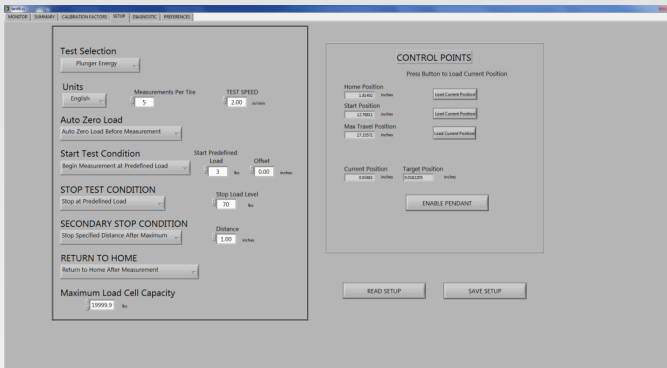 MONITOR SUMMARY CALIBRATION FACTORS SETUP DIAGNOSTIC PREFERENCES
Test Selection
Plunger Energy
Units
English
Measurements Per Tire
5
TEST SPEED
2.00 in/min
Auto Zero Load
Auto Zero Load Before Measurement
Start Test Condition
Begin Measurement at Predefined Load
Start Predefined
Load
3 lbs
Offset
0.00 inches
STOP TEST CONDITION
Stop at Predefined Load
Stop Load Level
70 lbs
SECONDARY STOP CONDITION
Stop Specified Distance After Maximum
Distance
1.00 inches
RETURN TO HOME
Return to Home After Measurement
Maximum Load Cell Capacity
19999.9 lbs
CONTROL POINTS
Press Button to Load Current Position
Home Position
inches Load Current Position
Start Position
inches Load Current Position
Max Travel Position
inches Load Current Position
Current Position Target Position
inches inches
ENABLE PENDANT
READ SETUP SAVE SETUP